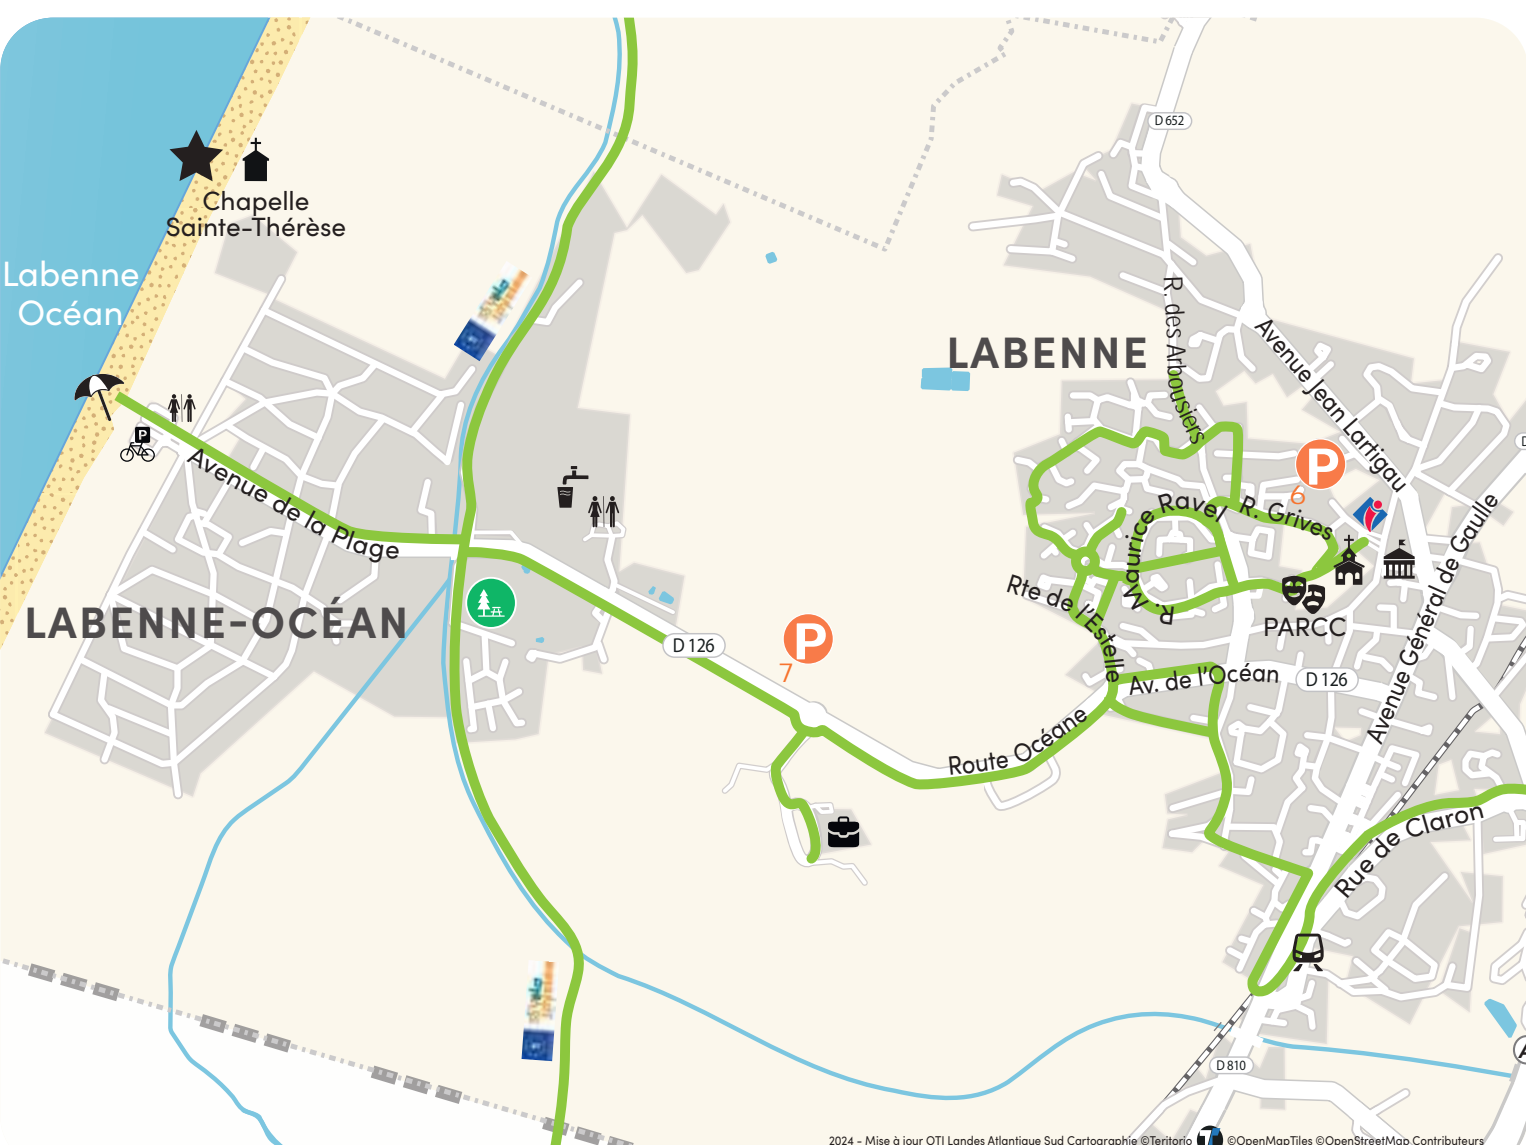 D 652
Chapelle
Sainte-Thérèse
Labenne
Océan
R. des Arbousiers
LABENNE
Avenue Jean Lartigau
P
P
6
R. Grives
R. Maurice Ravel
Avenue de la Plage
Avenue Général de Gaulle
Rte de l'Estelle
LABENNE-OCÉAN
PARCC
D 126
P
7
Av. de l'Océan
D 126
Route Océane
Rue de Claron
D 810
2024 - Mise à jour OTI Landes Atlantique Sud Cartographie ©Teritorio
©OpenMapTiles ©OpenStreetMap Contributeurs